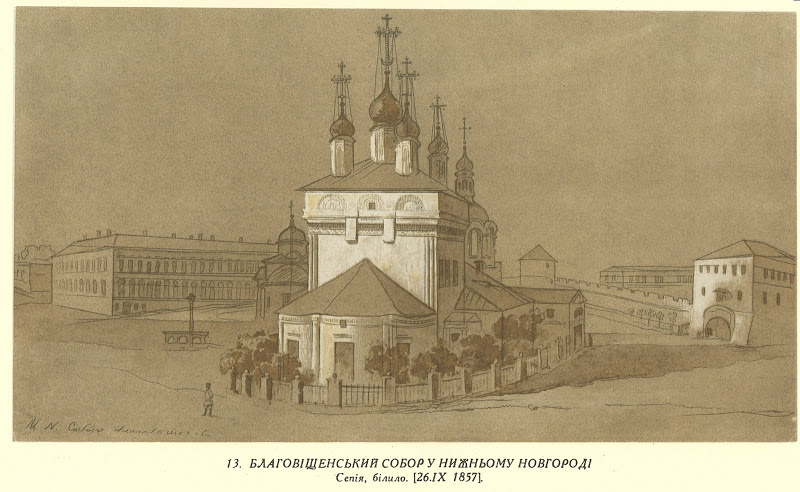 13. БЛАГОВІЩЕНСЬКИЙ СОБОР У НИЖНЬОМУ НОВГОРОДІ
Сепія, білило. [26.IX 1857].